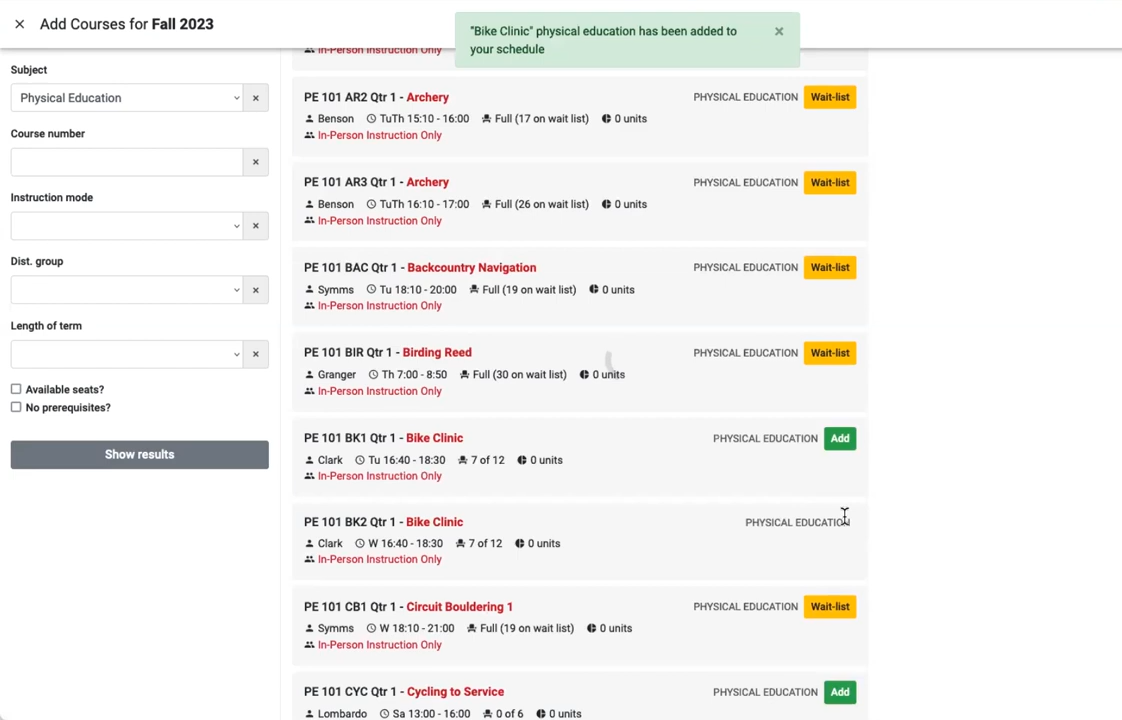 × Add Courses for Fall 2023
"Bike Clinic" physical education has been added to
your schedule
×
Subject
Physical Education
×
Course number
×
Instruction mode
×
Dist. group
×
Length of term
×
Available seats?
No prerequisites?
Show results
In-Person Instruction Only
PE 101 AR2 Qtr 1 - Archery PHYSICAL EDUCATION Wait-list
Benson TuTh 15:10 - 16:00 Full (17 on wait list) 0 units
In-Person Instruction Only
PE 101 AR3 Qtr 1 - Archery PHYSICAL EDUCATION Wait-list
Benson TuTh 16:10 - 17:00 Full (26 on wait list) 0 units
In-Person Instruction Only
PE 101 BAC Qtr 1 - Backcountry Navigation PHYSICAL EDUCATION Wait-list
Symms Tu 18:10 - 20:00 Full (19 on wait list) 0 units
In-Person Instruction Only
PE 101 BIR Qtr 1 - Birding Reed PHYSICAL EDUCATION Wait-list
Granger Th 7:00 - 8:50 Full (30 on wait list) 0 units
In-Person Instruction Only
PE 101 BK1 Qtr 1 - Bike Clinic PHYSICAL EDUCATION Add
Clark Tu 16:40 - 18:30 7 of 12 0 units
In-Person Instruction Only
PE 101 BK2 Qtr 1 - Bike Clinic PHYSICAL EDUCATION
Clark W 16:40 - 18:30 7 of 12 0 units
In-Person Instruction Only
PE 101 CB1 Qtr 1 - Circuit Bouldering 1 PHYSICAL EDUCATION Wait-list
Symms W 18:10 - 21:00 Full (19 on wait list) 0 units
In-Person Instruction Only
PE 101 CYC Qtr 1 - Cycling to Service PHYSICAL EDUCATION Add
Lombardo Sa 13:00 - 16:00 0 of 6 0 units